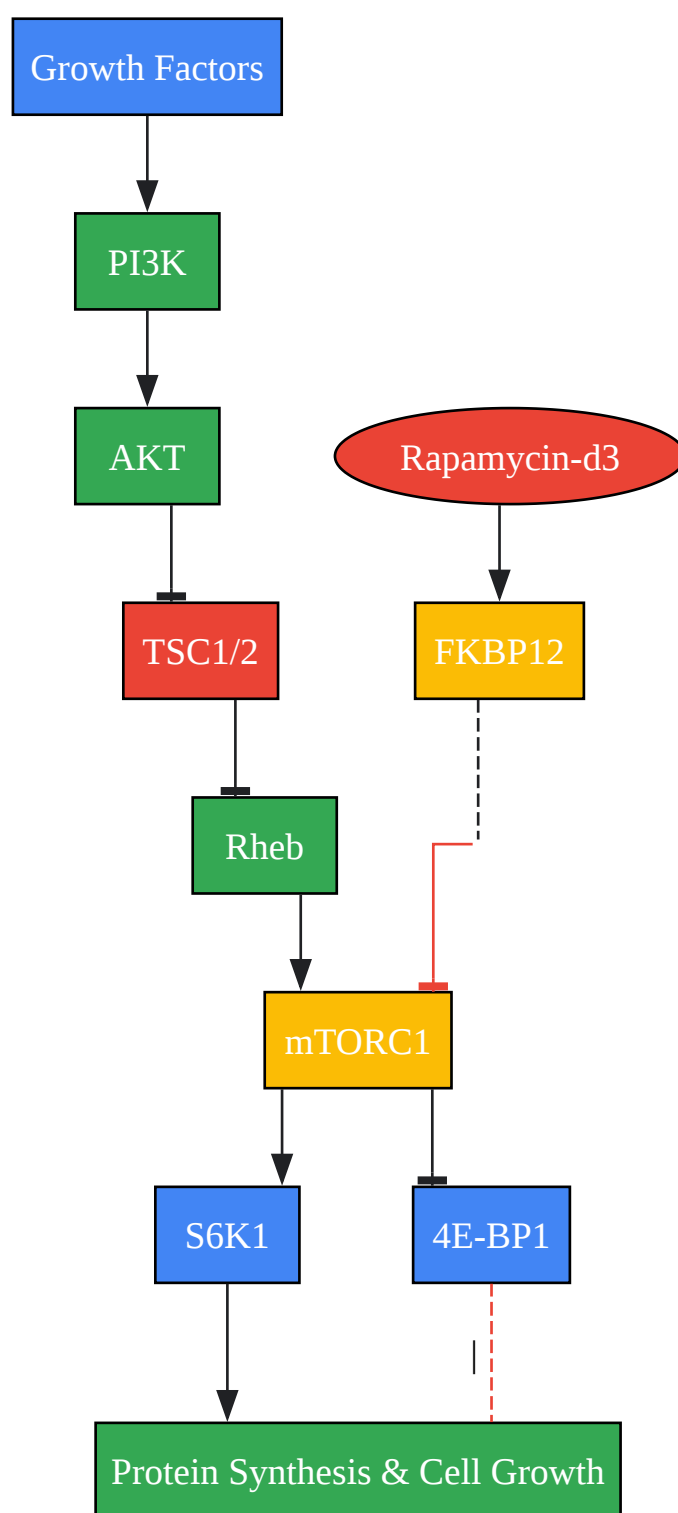 Growth Factors
PI3K
AKT
Rapamycin-d3
TSC1/2
FKBP12
Rheb
mTORC1
S6K1
4E-BP1
|
Protein Synthesis & Cell Growth